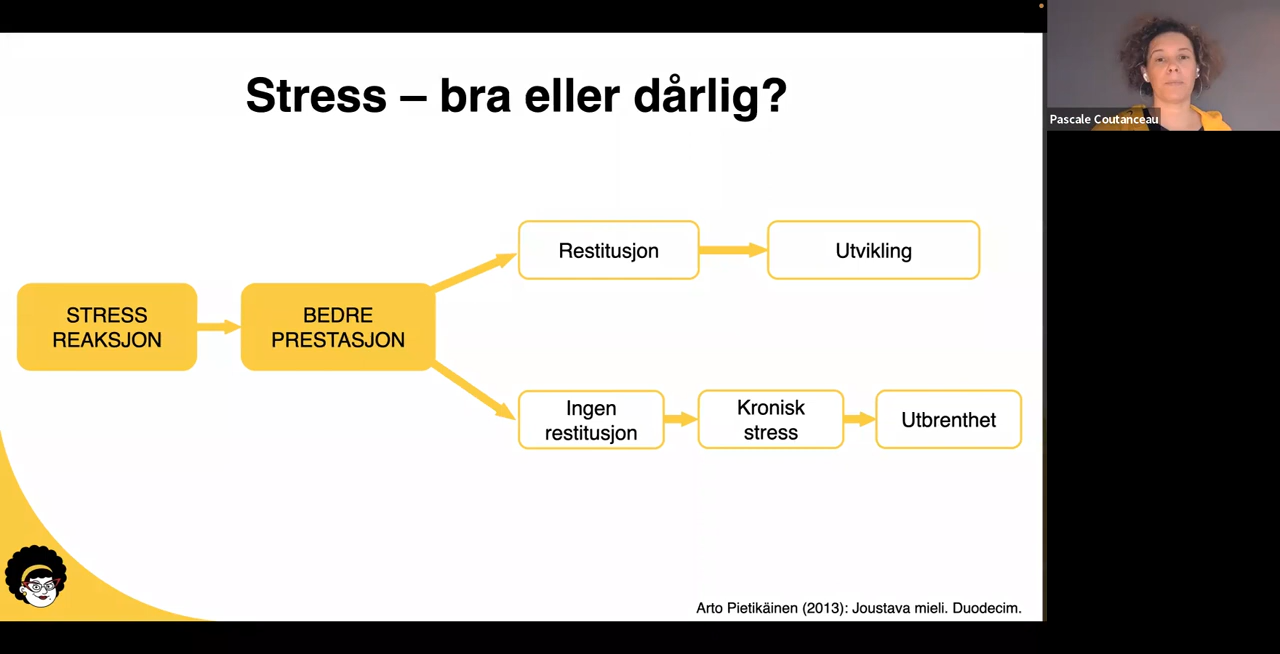 Stress – bra eller dårlig?
Pascale Coutanceau
Restitusjon
Utvikling
STRESS
REAKSJON
BEDRE
PRESTASJON
Ingen
restitusjon
Kronisk
stress
Utbrenthet
Arto Pietikäinen (2013): Joustava mieli. Duodecim.